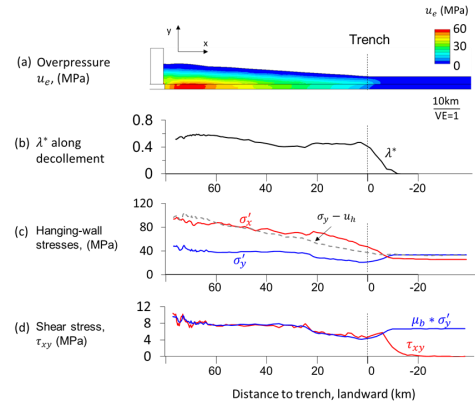 y
x
u_e (MPa)
60
0
Trench
(a) Overpressure
u_e, (MPa)
10km
VE=1
(b) λ* along
decollement
0.8
0.4
0
λ*
60 40 20 0 -20
(c) Hanging-wall
stresses, (MPa)
120
80
40
0
σ′_x
σ_y − u_h
σ′_y
60 40 20 0 -20
(d) Shear stress,
τ_xy (MPa)
12
8
4
0
μ_b * σ′_y
τ_xy
60 40 20 0 -20
Distance to trench, landward (km)